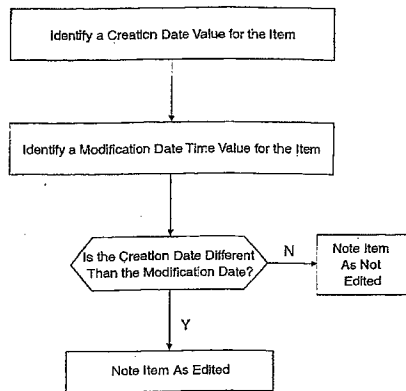 Identify a Creation Date Value for the Item
Identify a Modification Date Time Value for the Item
Is the Creation Date Different
Than the Modification Date?
N
Note Item
As Not
Edited
Y
Note Item As Edited